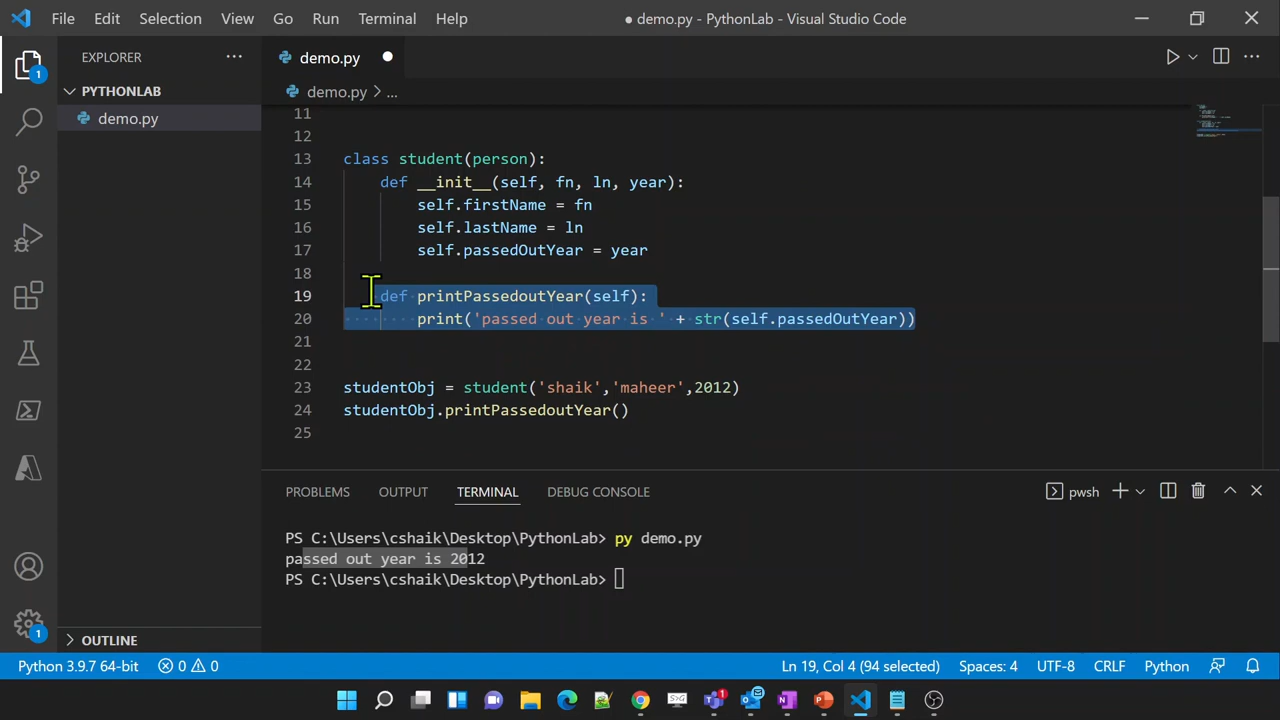 File Edit Selection View Go Run Terminal Help ● demo.py - PythonLab - Visual Studio Code
EXPLORER
demo.py
PYTHONLAB
demo.py > ...
demo.py
11
12
13 class student(person):
14 def __init__(self, fn, ln, year):
15 self.firstName = fn
16 self.lastName = ln
17 self.passedOutYear = year
18
19 def printPassedoutYear(self):
20 print('passed out year is ' + str(self.passedOutYear))
21
22
23 studentObj = student('shaik','maheer',2012)
24 studentObj.printPassedoutYear()
25
PROBLEMS OUTPUT TERMINAL DEBUG CONSOLE pwsh
PS C:\Users\cshaik\Desktop\PythonLab> py demo.py
passed out year is 2012
PS C:\Users\cshaik\Desktop\PythonLab>
OUTLINE
1
1
Python 3.9.7 64-bit 0 0 Ln 19, Col 4 (94 selected) Spaces: 4 UTF-8 CRLF Python
1